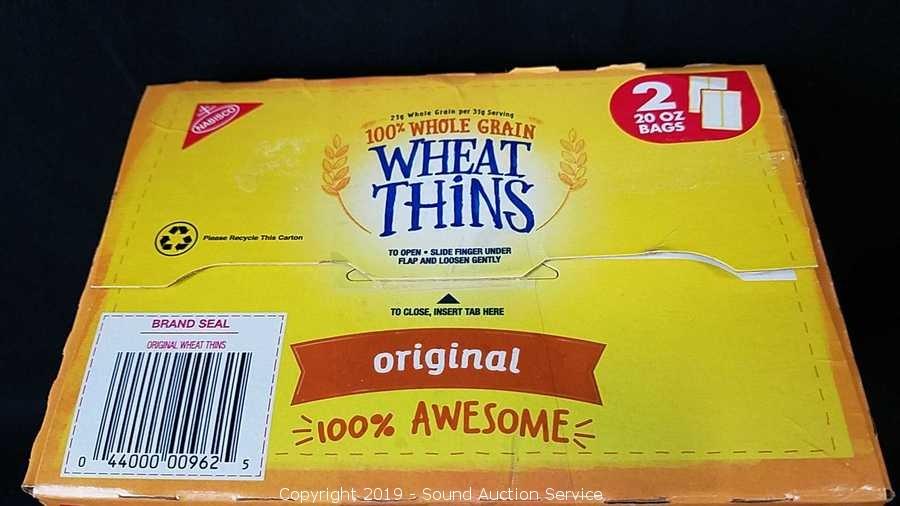 NABISCO
2
20 OZ
BAGS
21g Whole Grain per 31g Serving
100% WHOLE GRAIN
WHEAT
THiNS
Please Recycle This Carton
TO OPEN • SLIDE FINGER UNDER
FLAP AND LOOSEN GENTLY
TO CLOSE, INSERT TAB HERE
BRAND SEAL
ORIGINAL WHEAT THINS
0 44000 00962 5
original
100% AWESOME
Copyright 2019 - Sound Auction Service